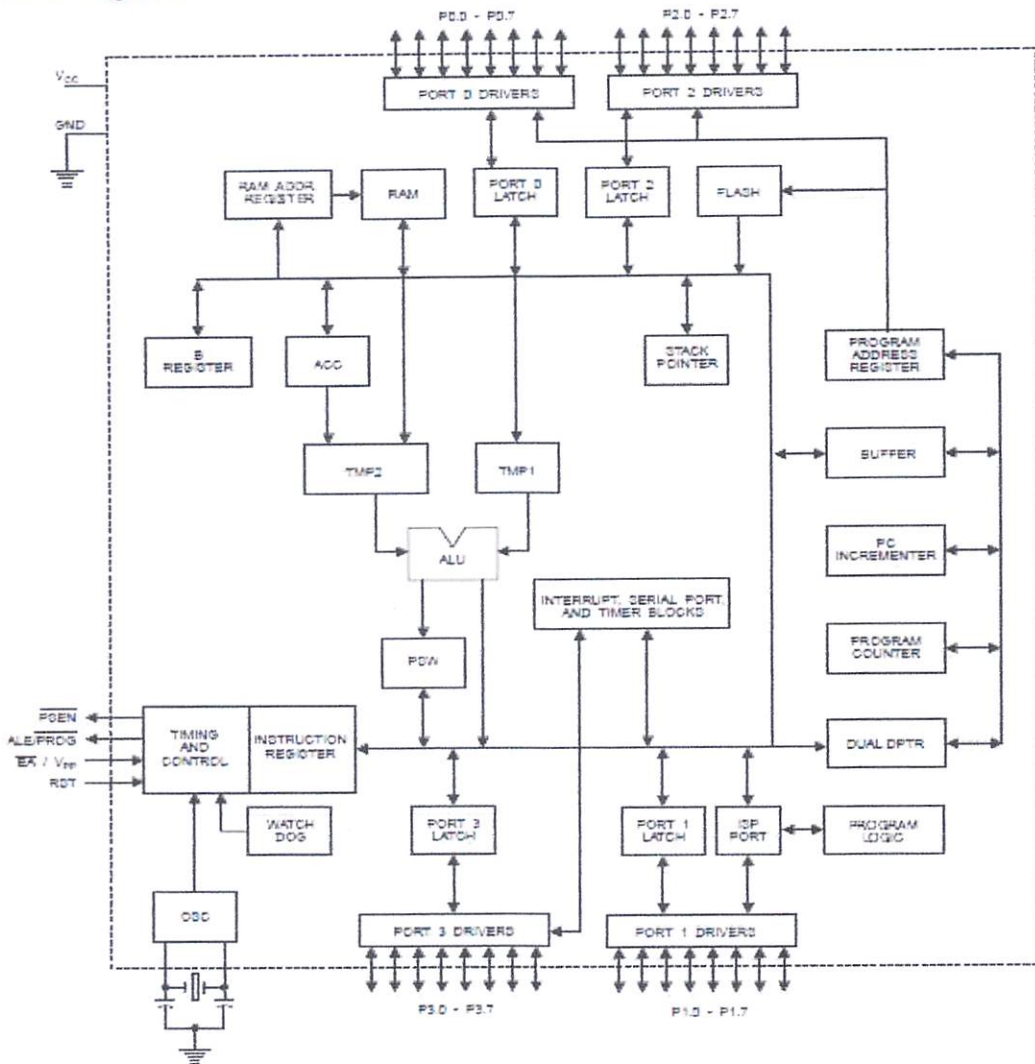 P0.0 - P0.7
P2.0 - P2.7
VCC
PORT 0 DRIVERS
PORT 2 DRIVERS
GND
RAM ADDR.
REGISTER
RAM
PORT 0
LATCH
PORT 2
LATCH
FLASH
B
REGISTER
ACC
STACK
POINTER
PROGRAM
ADDRESS
REGISTER
TMP2
TMP1
BUFFER
ALU
PC
INCREMENTER
INTERRUPT, SERIAL PORT,
AND TIMER BLOCKS
PROGRAM
COUNTER
PSW
PSEN
ALE/PROG
EA / VPP
RST
TIMING
AND
CONTROL
INSTRUCTION
REGISTER
DUAL DPTR
WATCH
DOG
PORT 3
LATCH
PORT 1
LATCH
ISP
PORT
PROGRAM
LOGIC
OSC
PORT 3 DRIVERS
PORT 1 DRIVERS
P3.0 - P3.7
P1.0 - P1.7